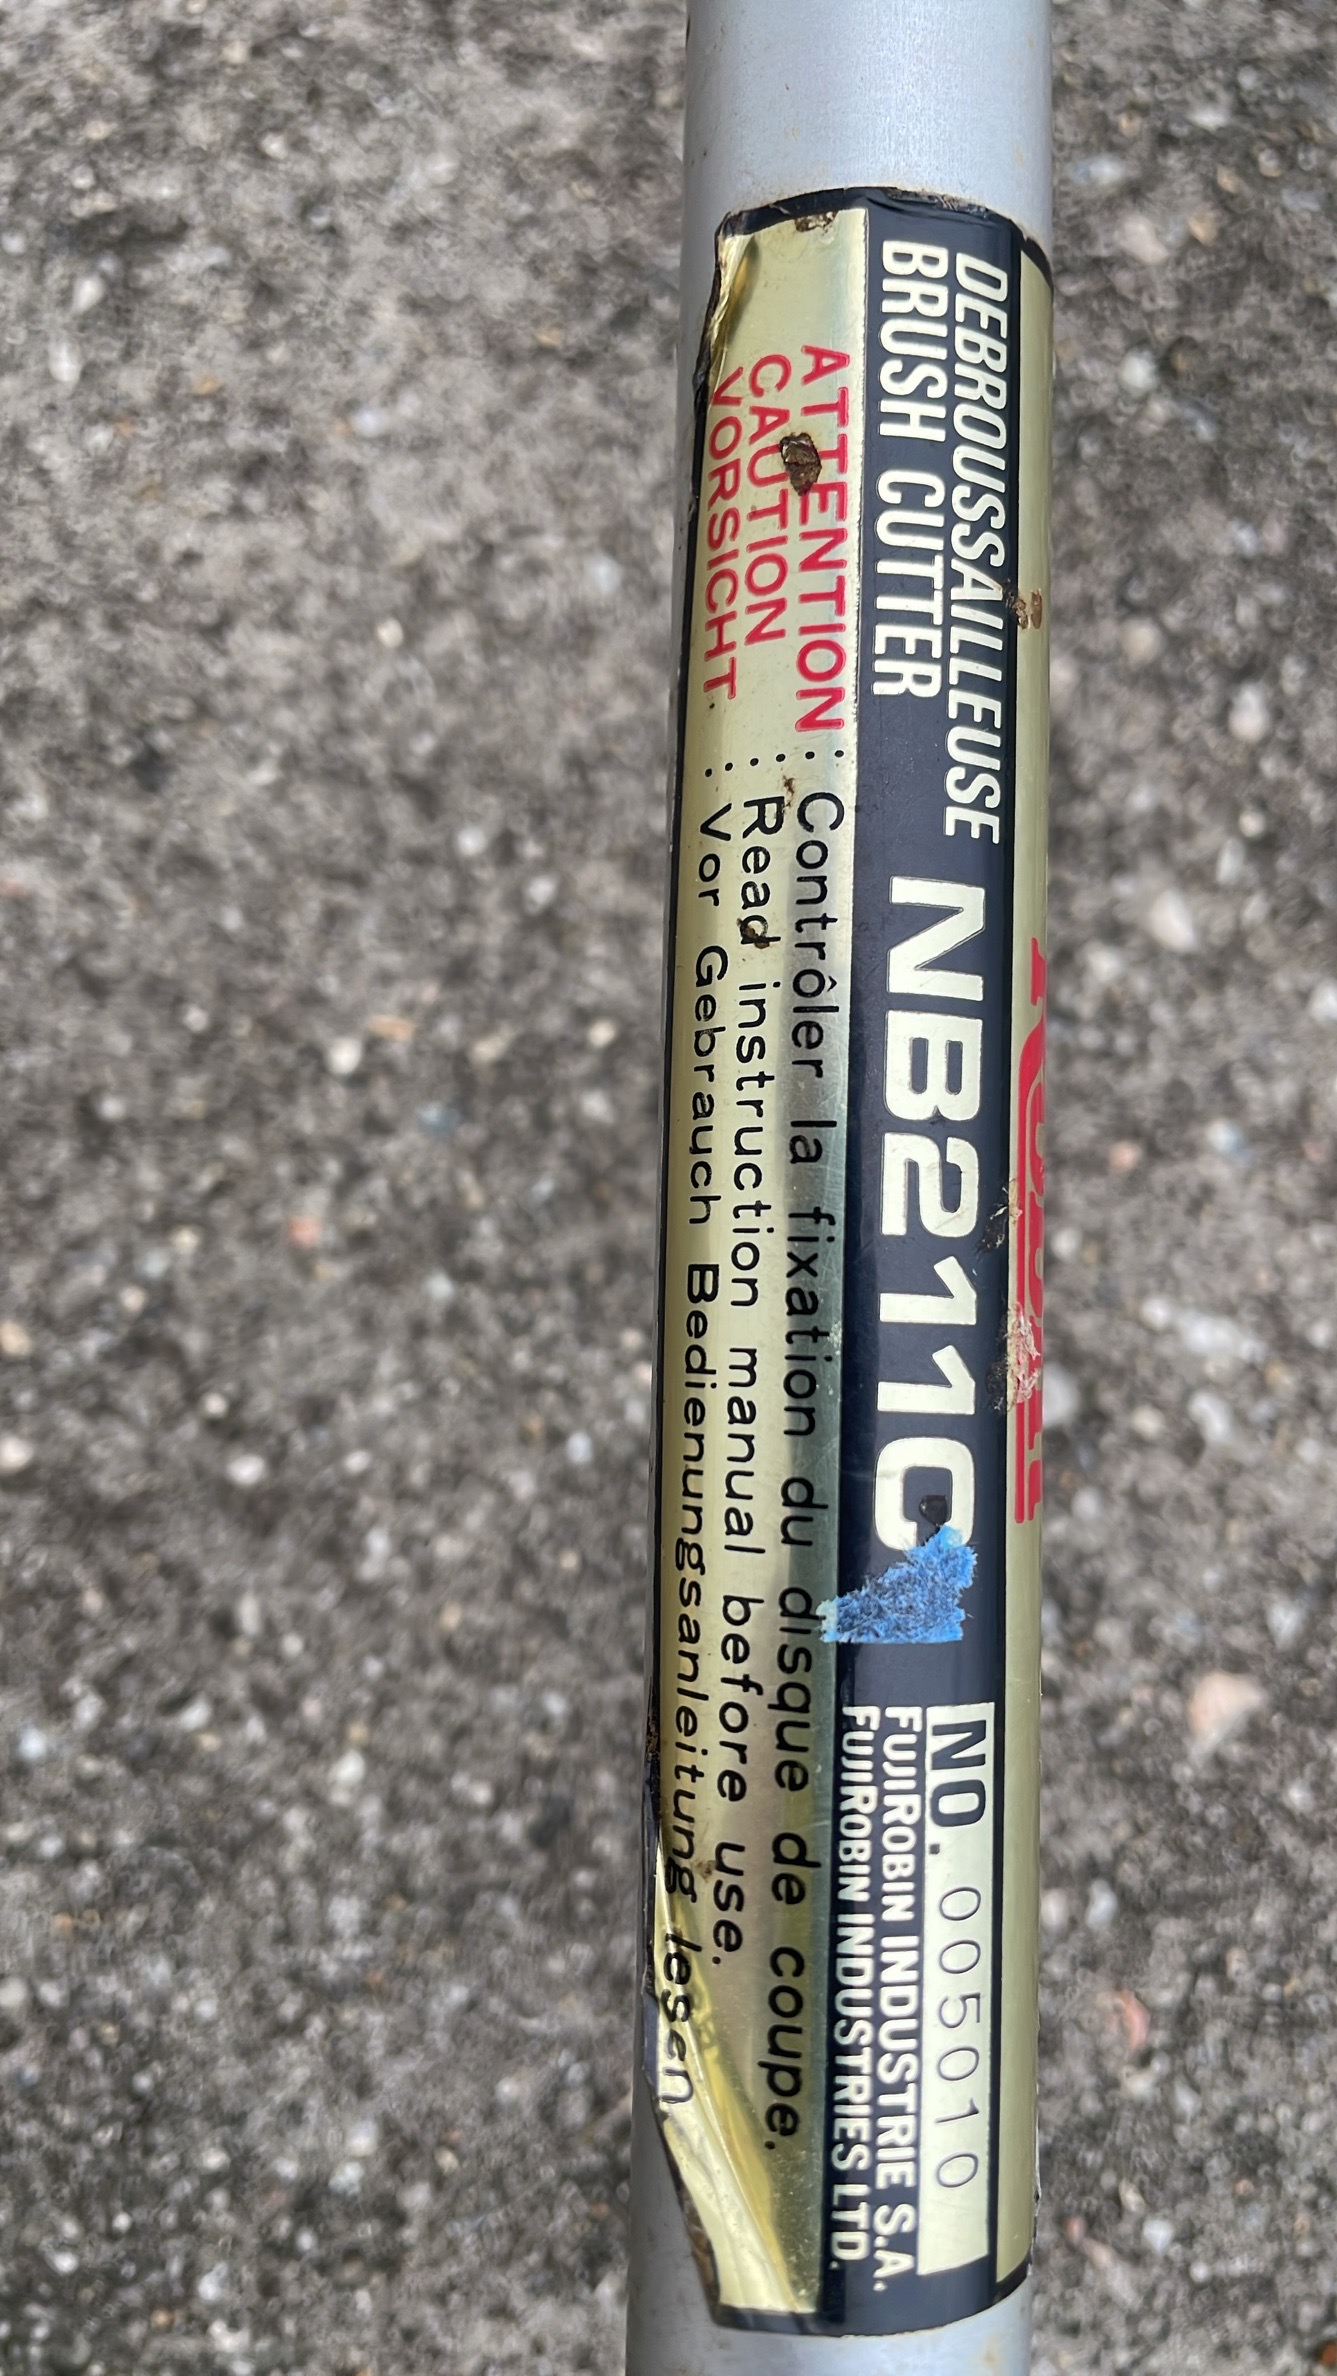 Robin
DEBROUSSAILLEUSE
BRUSH CUTTER
NB211C
NO. 005010
FUJIROBIN INDUSTRIE S.A.
FUJIROBIN INDUSTRIES LTD.
ATTENTION : Contrôler la fixation du disque de coupe.
CAUTION : Read instruction manual before use.
VORSICHT : Vor Gebrauch Bedienungsanleitung lesen